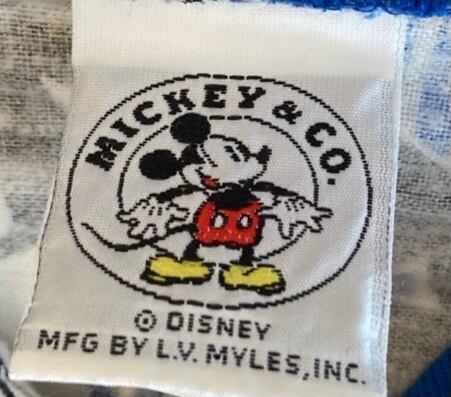 MICKEY & CO.
© DISNEY
MFG BY L.V. MYLES, INC.